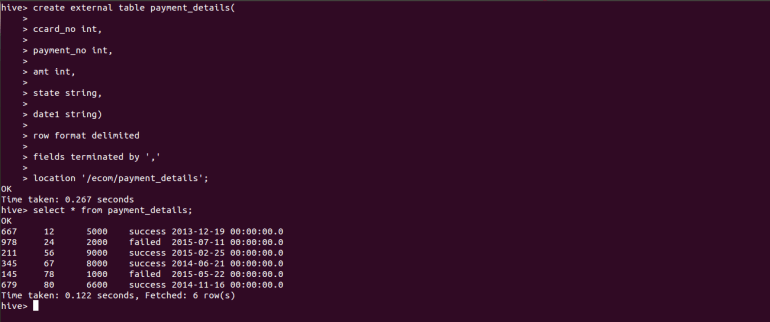 hive> create external table payment_details(
    >
    > ccard_no int,
    >
    > payment_no int,
    >
    > amt int,
    >
    > state string,
    >
    > date1 string)
    >
    > row format delimited
    >
    > fields terminated by ','
    >
    > location '/ecom/payment_details';
OK
Time taken: 0.267 seconds
hive> select * from payment_details;
OK
667	12	5000	success	2013-12-19 00:00:00.0
978	24	2000	failed	2015-07-11 00:00:00.0
211	56	9000	success	2015-02-25 00:00:00.0
345	67	8000	success	2014-06-21 00:00:00.0
145	78	1000	failed	2015-05-22 00:00:00.0
679	80	6600	success	2014-11-16 00:00:00.0
Time taken: 0.122 seconds, Fetched: 6 row(s)
hive>